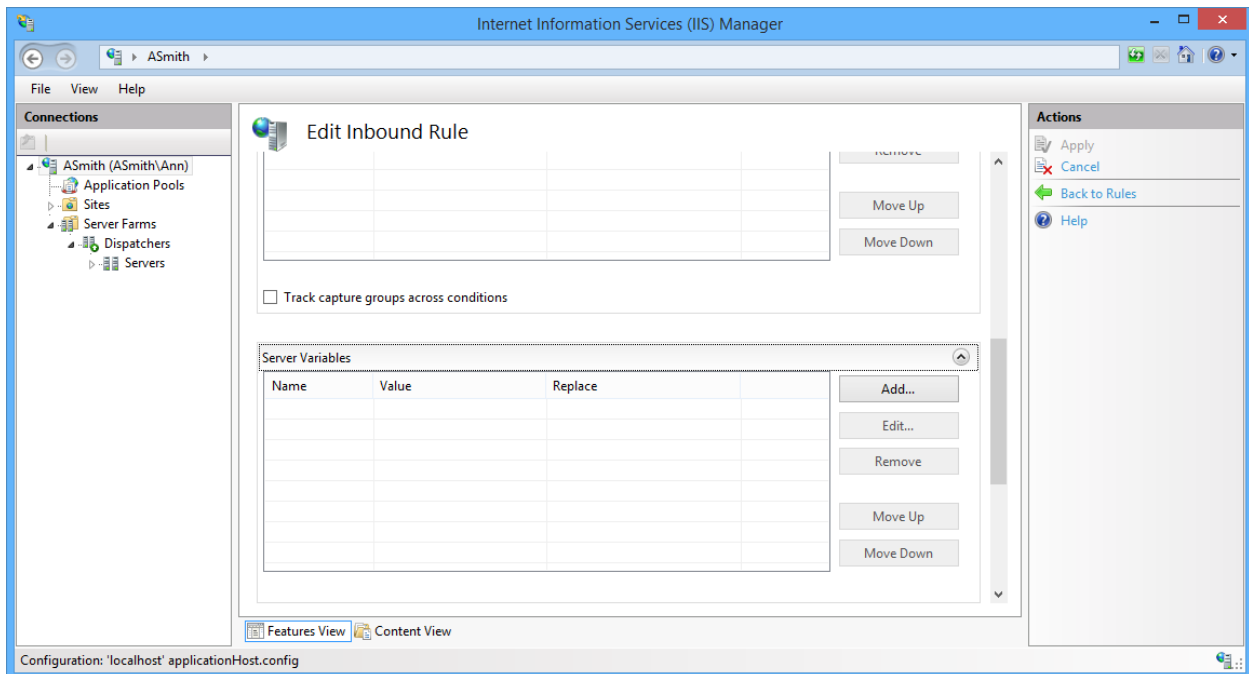 Internet Information Services (IIS) Manager
ASmith
File View Help
Connections
ASmith (ASmith\Ann)
Application Pools
Sites
Server Farms
Dispatchers
Servers
Edit Inbound Rule
Remove
Move Up
Move Down
Track capture groups across conditions
Server Variables
Name Value Replace
Add...
Edit...
Remove
Move Up
Move Down
Features View Content View
Actions
Apply
Cancel
Back to Rules
Help
Configuration: 'localhost' applicationHost.config